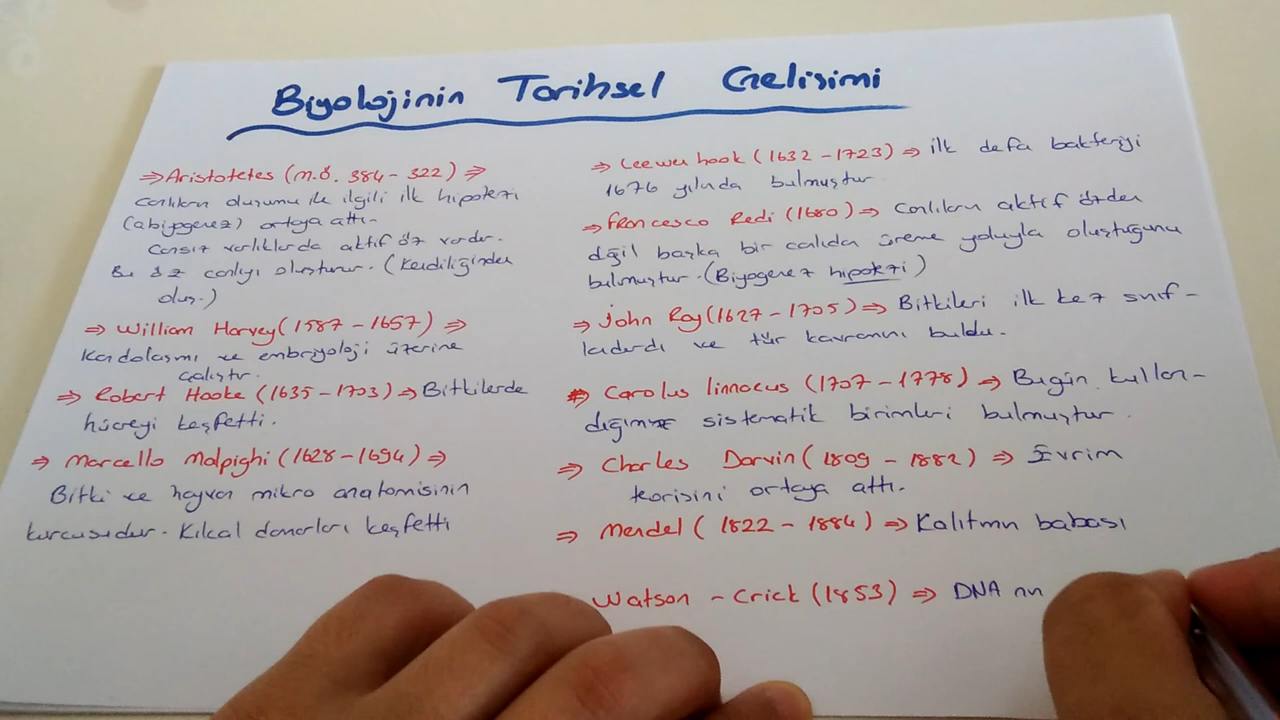 Biyolojinin Tarihsel Gelişimi
⇒ Aristotetes (M.Ö. 384 - 322) ⇒
Canlıların oluşumu ile ilgili ilk hipotezi
(abiyogenez) ortaya attı.
Cansız varlıklarda aktif öz vardır.
Bu öz canlıyı oluşturur. (Kendiliğinden
oluş.)
⇒ William Harvey (1587 - 1657) ⇒
Kan dolaşımı ve embriyoloji üzerine
çalıştı.
⇒ Robert Hooke (1635 - 1703) ⇒ Bitkilerde
hücreyi keşfetti.
⇒ Marcello Malpighi (1628 - 1694) ⇒
Bitki ve hayvan mikro anatomisinin
kurucusudur. Kılcal damarları keşfetti
⇒ Leewen hook (1632 - 1723) ⇒ ilk defa bakteriyi
1676 yılında bulmuştur
⇒ Francesco Redi (1680) ⇒ Canlıların aktif özden
değil başka bir canlıda üreme yoluyla oluştuğunu
bulmuştur. (Biyogenez hipotezi)
⇒ John Ray (1627 - 1705) ⇒ Bitkileri ilk kez sınıf-
landırdı ve tür kavramını buldu.
⇒ Carolus linnaeus (1707 - 1778) ⇒ Bugün kullan-
dığımız sistematik birimleri bulmuştur.
⇒ Charles Darvin (1809 - 1882) ⇒ Evrim
teorisini ortaya attı.
⇒ Mendel (1822 - 1884) ⇒ Kalıtımın babası
Watson - Crick (1853) ⇒ DNA nın